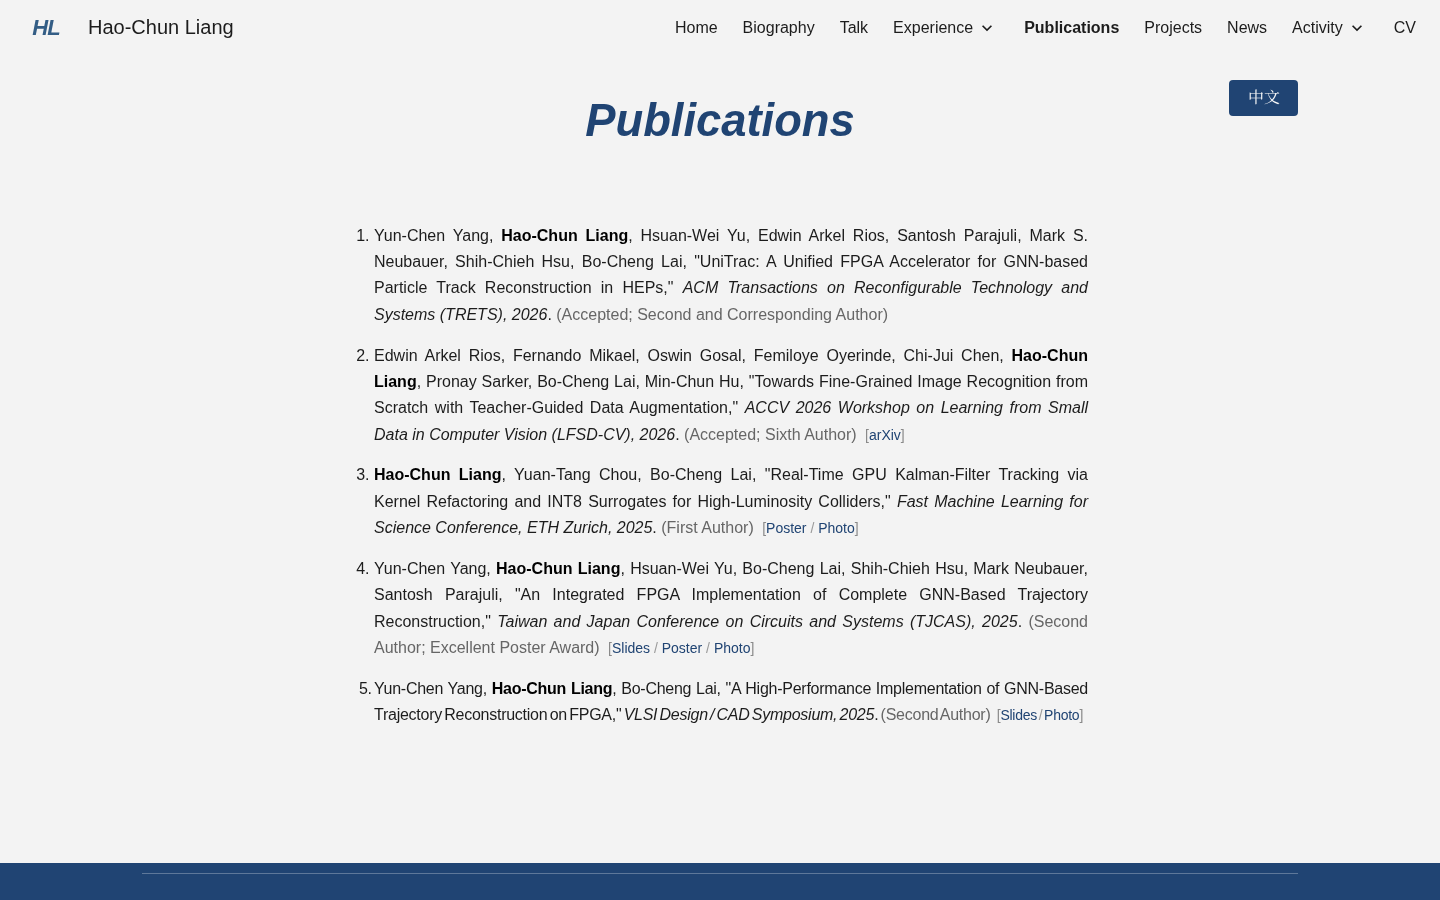 HL Hao-Chun Liang Home Biography Talk Experience Publications Projects News Activity CV
中文
Publications
1. Yun-Chen Yang, Hao-Chun Liang, Hsuan-Wei Yu, Edwin Arkel Rios, Santosh Parajuli, Mark S.
Neubauer, Shih-Chieh Hsu, Bo-Cheng Lai, "UniTrac: A Unified FPGA Accelerator for GNN-based
Particle Track Reconstruction in HEPs," ACM Transactions on Reconfigurable Technology and
Systems (TRETS), 2026. (Accepted; Second and Corresponding Author)
2. Edwin Arkel Rios, Fernando Mikael, Oswin Gosal, Femiloye Oyerinde, Chi-Jui Chen, Hao-Chun
Liang, Pronay Sarker, Bo-Cheng Lai, Min-Chun Hu, "Towards Fine-Grained Image Recognition from
Scratch with Teacher-Guided Data Augmentation," ACCV 2026 Workshop on Learning from Small
Data in Computer Vision (LFSD-CV), 2026. (Accepted; Sixth Author) [arXiv]
3. Hao-Chun Liang, Yuan-Tang Chou, Bo-Cheng Lai, "Real-Time GPU Kalman-Filter Tracking via
Kernel Refactoring and INT8 Surrogates for High-Luminosity Colliders," Fast Machine Learning for
Science Conference, ETH Zurich, 2025. (First Author) [Poster / Photo]
4. Yun-Chen Yang, Hao-Chun Liang, Hsuan-Wei Yu, Bo-Cheng Lai, Shih-Chieh Hsu, Mark Neubauer,
Santosh Parajuli, "An Integrated FPGA Implementation of Complete GNN-Based Trajectory
Reconstruction," Taiwan and Japan Conference on Circuits and Systems (TJCAS), 2025. (Second
Author; Excellent Poster Award) [Slides / Poster / Photo]
5. Yun-Chen Yang, Hao-Chun Liang, Bo-Cheng Lai, "A High-Performance Implementation of GNN-Based
Trajectory Reconstruction on FPGA," VLSI Design / CAD Symposium, 2025. (Second Author) [Slides / Photo]